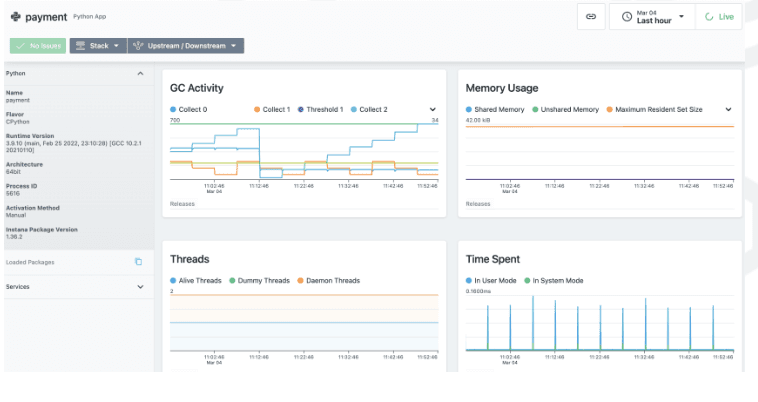 payment Python App
Mar 04
Last hour
Live
No Issues
Stack
Upstream / Downstream
Python
Name
payment
Flavor
CPython
Runtime Version
3.9.10 (main, Feb 25 2022, 23:10:28) [GCC 10.2.1
20210110]
Architecture
64bit
Process ID
5616
Activation Method
Manual
Instana Package Version
1.36.2
Loaded Packages
Services
GC Activity
Collect 0 Collect 1 Threshold 1 Collect 2
700 34
11:02:46 11:12:46 11:22:46 11:32:46 11:42:46 11:52:46
Mar 04
Releases
Memory Usage
Shared Memory Unshared Memory Maximum Resident Set Size
42.00 kiB
11:02:46 11:12:46 11:22:46 11:32:46 11:42:46 11:52:46
Mar 04
Releases
Threads
Alive Threads Dummy Threads Daemon Threads
2
11:02:46 11:12:46 11:22:46 11:32:46 11:42:46 11:52:46
Mar 04
Time Spent
In User Mode In System Mode
0.1600ms
11:02:46 11:12:46 11:22:46 11:32:46 11:42:46 11:52:46
Mar 04